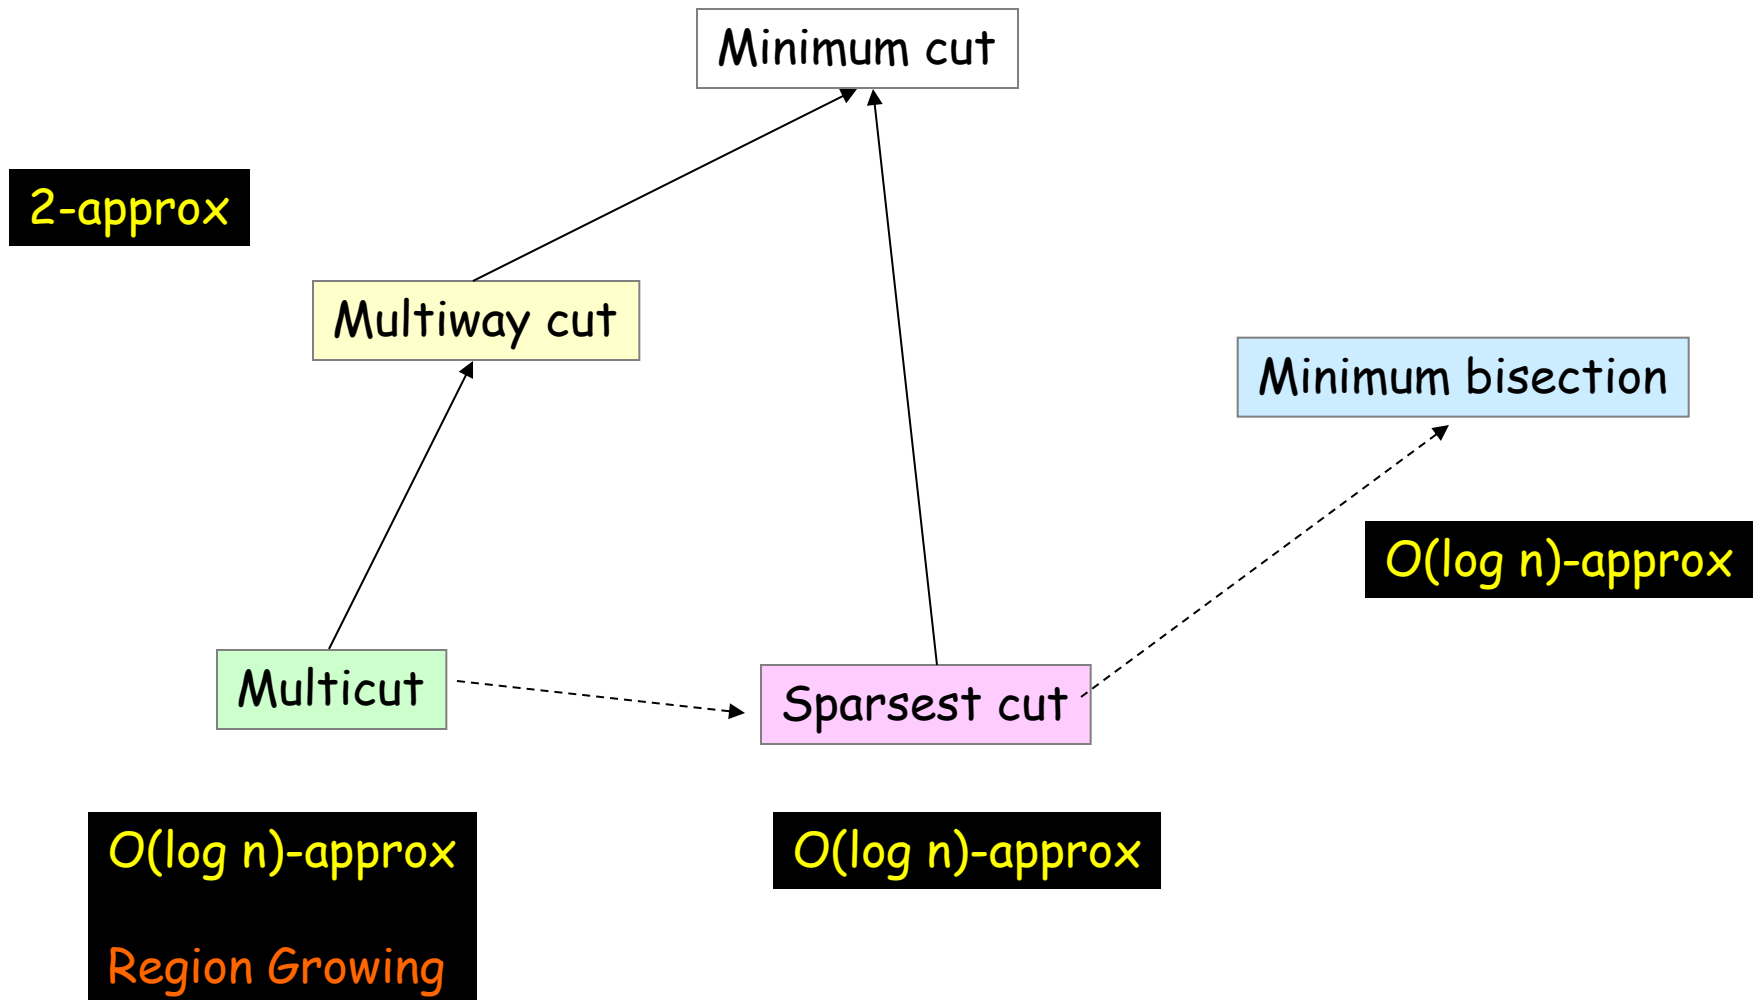 Minimum cut
2-approx
Multiway cut
Minimum bisection
O(log n)-approx
Multicut
Sparsest cut
O(log n)-approx
Region Growing
O(log n)-approx